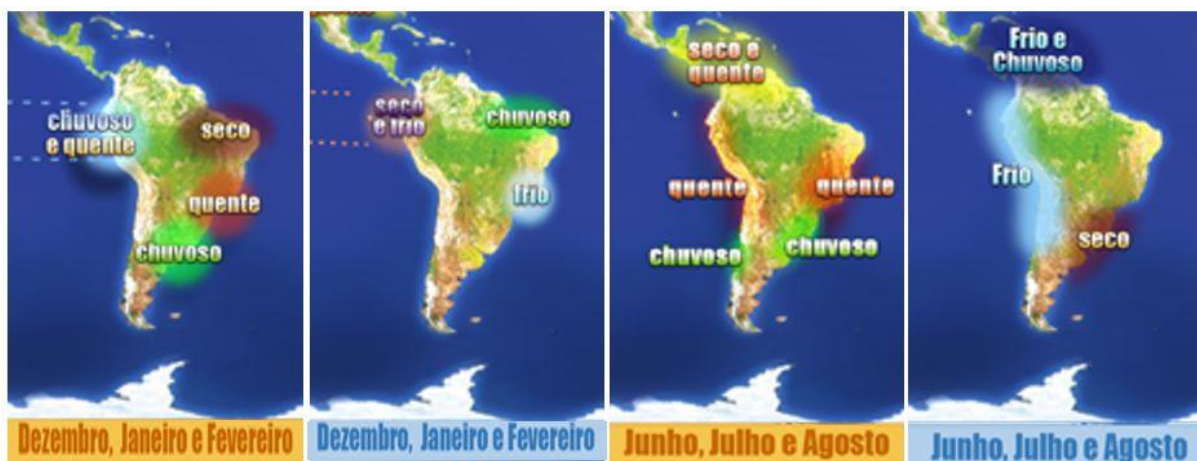 chuvoso
e quente
seco
quente
chuvoso
Dezembro, Janeiro e Fevereiro
seco
e frio
chuvoso
frio
Dezembro, Janeiro e Fevereiro
seco e
quente
quente
quente
chuvoso
chuvoso
Junho, Julho e Agosto
Frio e
Chuvoso
Frio
seco
Junho, Julho e Agosto